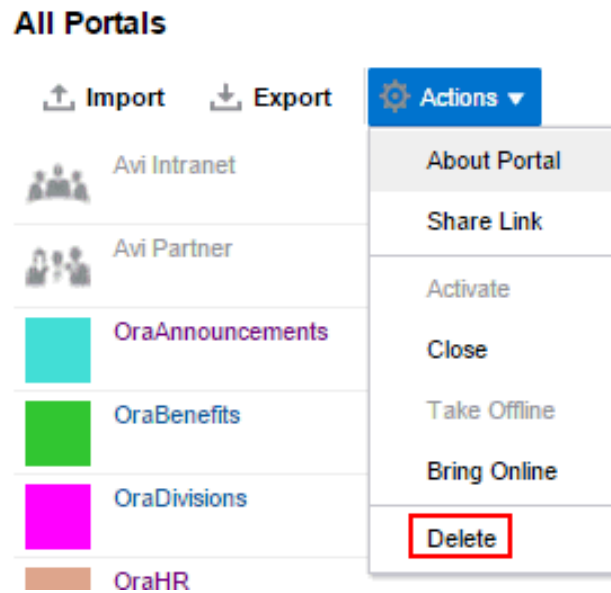 All Portals
Import Export Actions
Avi Intranet
Avi Partner
OraAnnouncements
OraBenefits
OraDivisions
OraHR
About Portal
Share Link
Activate
Close
Take Offline
Bring Online
Delete